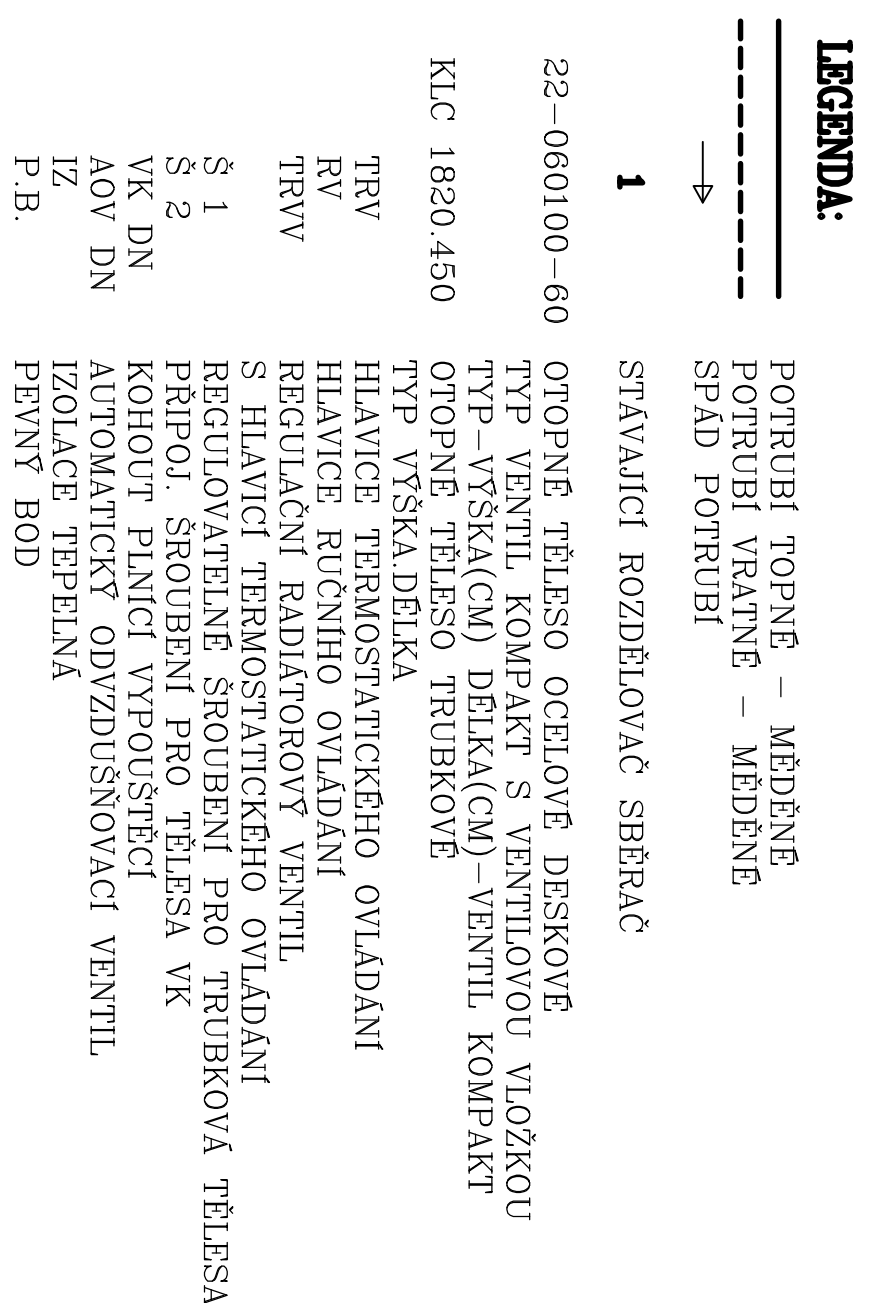 LEGENDA:
POTRUBÍ TOPNÉ – MĚDĚNÉ
POTRUBÍ VRATNÉ – MĚDĚNÉ
SPÁD POTRUBÍ
1 STÁVAJÍCÍ ROZDĚLOVAČ SBĚRAČ
22–060100–60 OTOPNÉ TĚLESO OCELOVÉ DESKOVÉ
TYP VENTIL KOMPAKT S VENTILOVOU VLOŽKOU
TYP–VÝŠKA(CM) DÉLKA(CM)–VENTIL KOMPAKT
KLC 1820.450 OTOPNÉ TĚLESO TRUBKOVÉ
TYP VÝŠKA.DÉLKA
TRV HLAVICE TERMOSTATICKÉHO OVLÁDÁNÍ
RV HLAVICE RUČNÍHO OVLÁDÁNÍ
TRVV REGULAČNÍ RADIÁTOROVÝ VENTIL
S HLAVICÍ TERMOSTATICKÉHO OVLÁDÁNÍ
Š 1 REGULOVATELNÉ ŠROUBENÍ PRO TRUBKOVÁ TĚLESA
Š 2 PŘIPOJ. ŠROUBENÍ PRO TĚLESA VK
VK DN KOHOUT PLNÍCÍ VYPOUŠTĚCÍ
AOV DN AUTOMATICKÝ ODVZDUŠŇOVACÍ VENTIL
IZ IZOLACE TEPELNÁ
P.B. PEVNÝ BOD